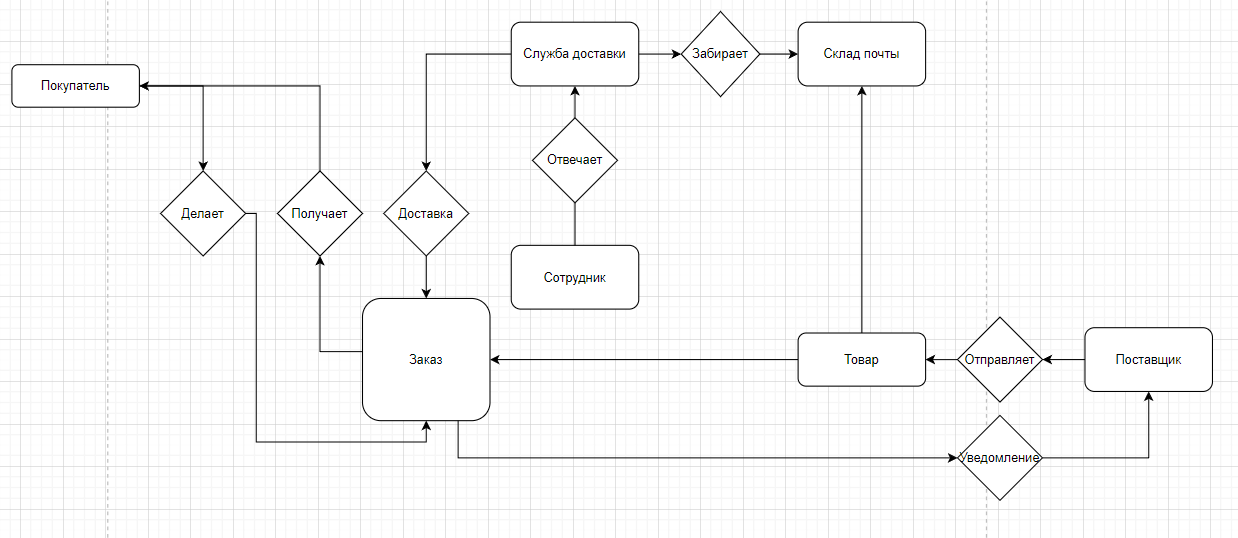 Служба доставки
Забирает
Склад почты
Покупатель
Отвечает
Делает
Получает
Доставка
Сотрудник
Заказ
Товар
Отправляет
Поставщик
Уведомление